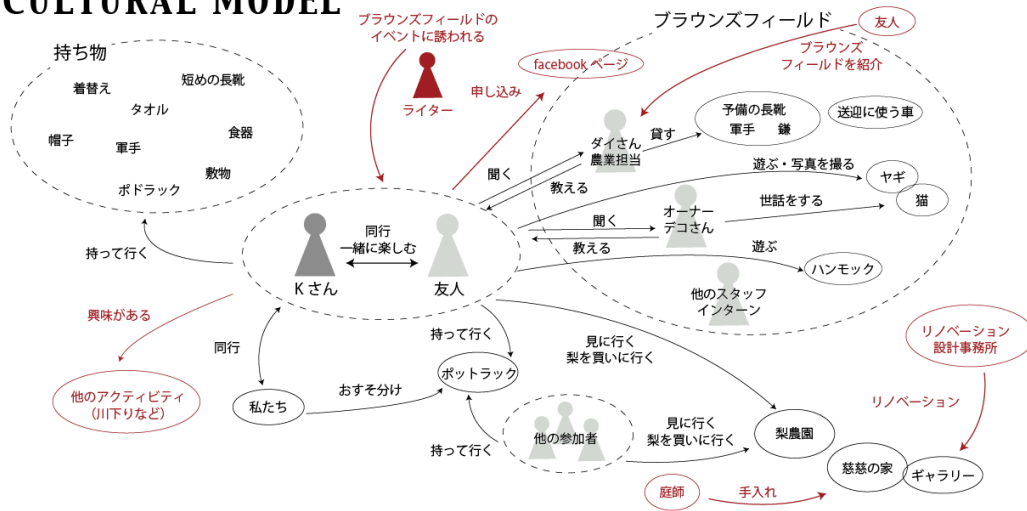 CULTURAL MODEL
ブラウンズフィールドの
イベントに誘われる
ライター
申し込み
facebook ページ
ブラウンズフィールド
友人
ブラウンズ
フィールドを紹介
持ち物
着替え
短めの長靴
タオル
帽子
軍手
食器
敷物
ポドラック
持って行く
ダイさん
農業担当
貸す
予備の長靴
軍手 鎌
送迎に使う車
聞く
教える
遊ぶ・写真を撮る
ヤギ
猫
オーナー
デコさん
世話をする
聞く
教える
遊ぶ
ハンモック
他のスタッフ
インターン
Kさん
同行
一緒に楽しむ
友人
興味がある
他のアクティビティ
（川下りなど）
同行
私たち
おすそ分け
持って行く
ポットラック
持って行く
他の参加者
見に行く
梨を買いに行く
見に行く
梨を買いに行く
梨農園
リノベーション
設計事務所
リノベーション
慈慈の家
ギャラリー
庭師
手入れ